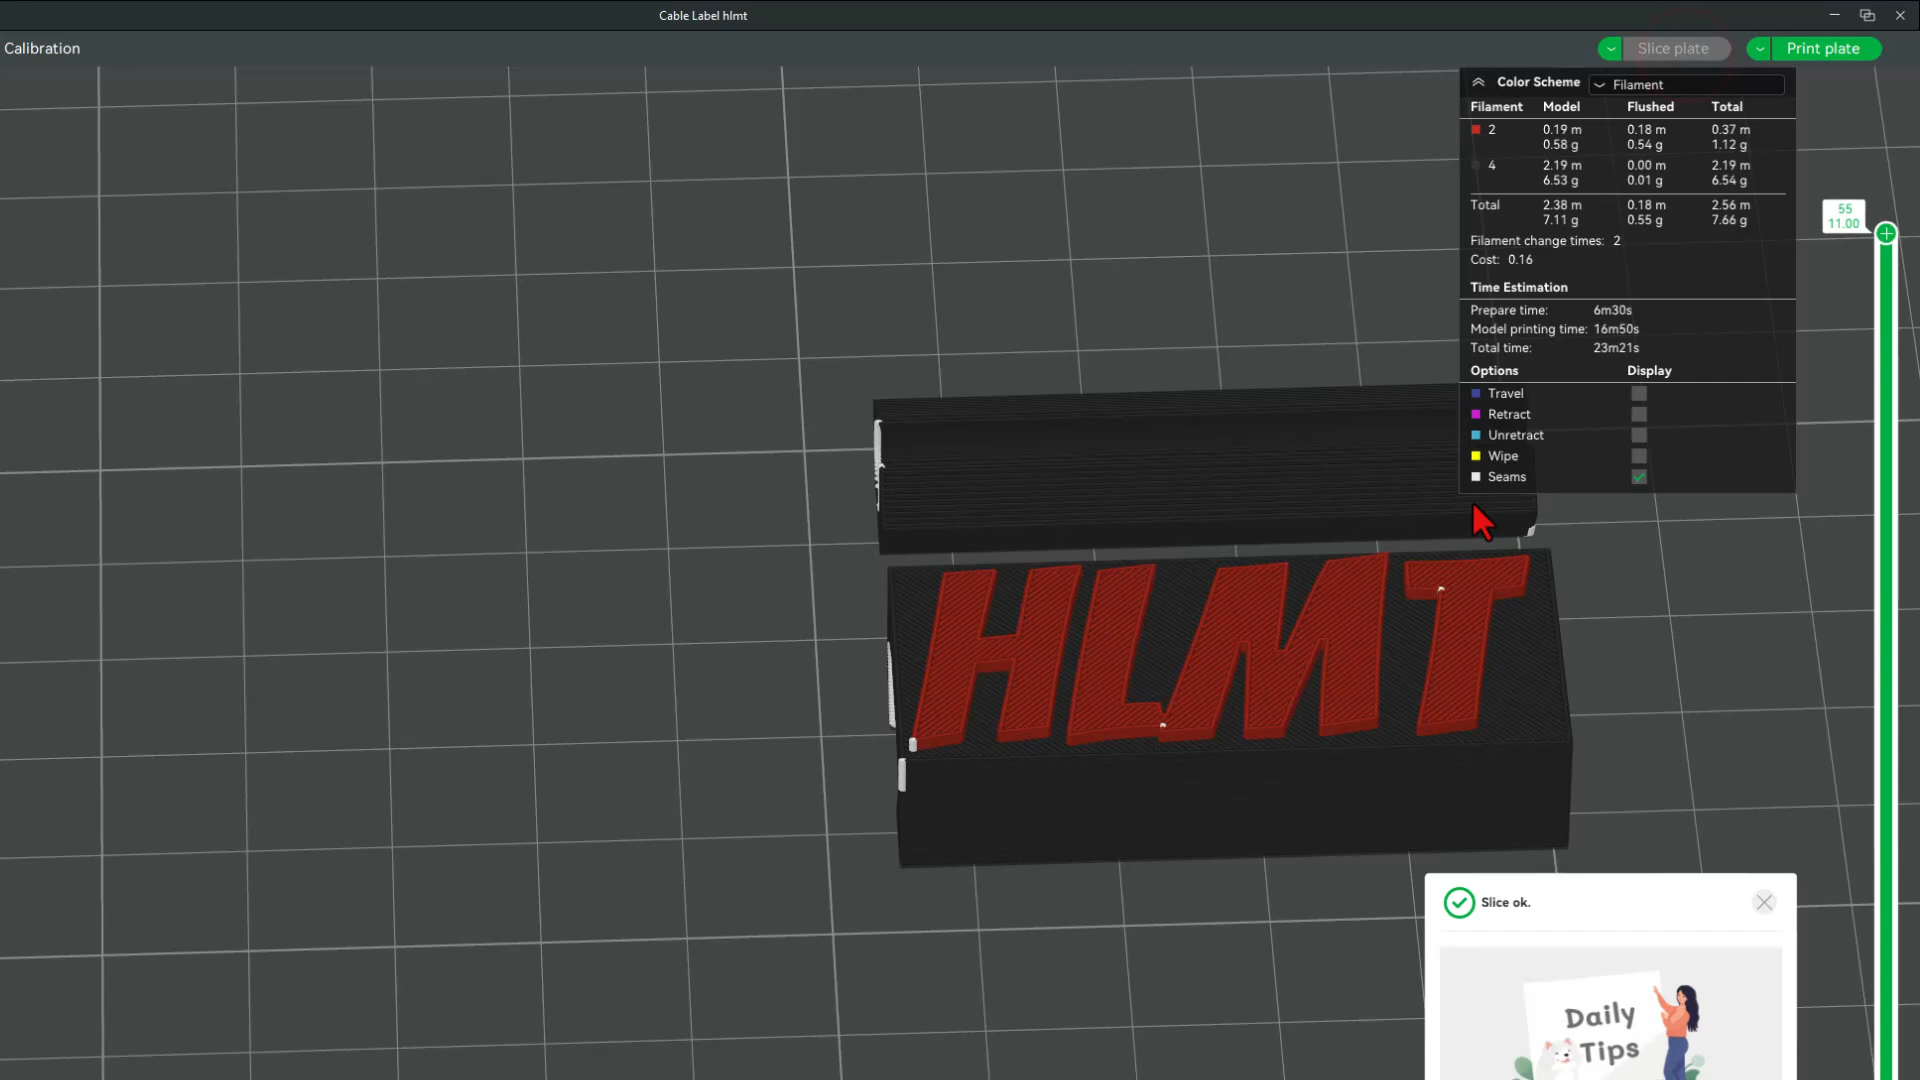 Cable Label hlmt
Calibration
Slice plate
Print plate
Color Scheme Filament
Filament Model Flushed Total
2 0.19 m 0.18 m 0.37 m
0.58 g 0.54 g 1.12 g
4 2.19 m 0.00 m 2.19 m
6.53 g 0.01 g 6.54 g
Total 2.38 m 0.18 m 2.56 m
7.11 g 0.55 g 7.66 g
Filament change times: 2
Cost: 0.16
Time Estimation
Prepare time: 6m30s
Model printing time: 16m50s
Total time: 23m21s
Options Display
Travel
Retract
Unretract
Wipe
Seams
55
11.00
HLMT
Slice ok.
Daily
Tips